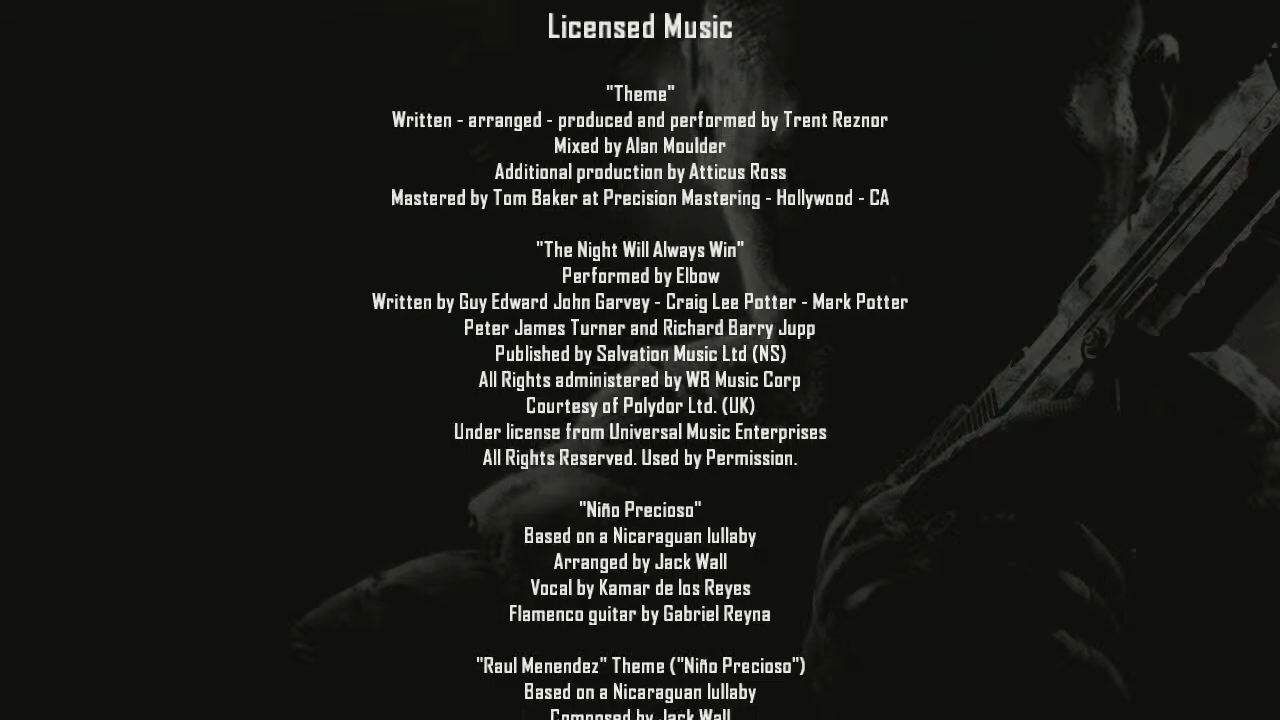 Licensed Music
"Theme"
Written - arranged - produced and performed by Trent Reznor
Mixed by Alan Moulder
Additional production by Atticus Ross
Mastered by Tom Baker at Precision Mastering - Hollywood - CA
"The Night Will Always Win"
Performed by Elbow
Written by Guy Edward John Garvey - Craig Lee Potter - Mark Potter
Peter James Turner and Richard Barry Jupp
Published by Salvation Music Ltd (NS)
All Rights administered by WB Music Corp
Courtesy of Polydor Ltd. (UK)
Under license from Universal Music Enterprises
All Rights Reserved. Used by Permission.
"Niño Precioso"
Based on a Nicaraguan lullaby
Arranged by Jack Wall
Vocal by Kamar de los Reyes
Flamenco guitar by Gabriel Reyna
"Raul Menendez" Theme ("Niño Precioso")
Based on a Nicaraguan lullaby
Composed by Jack Wall